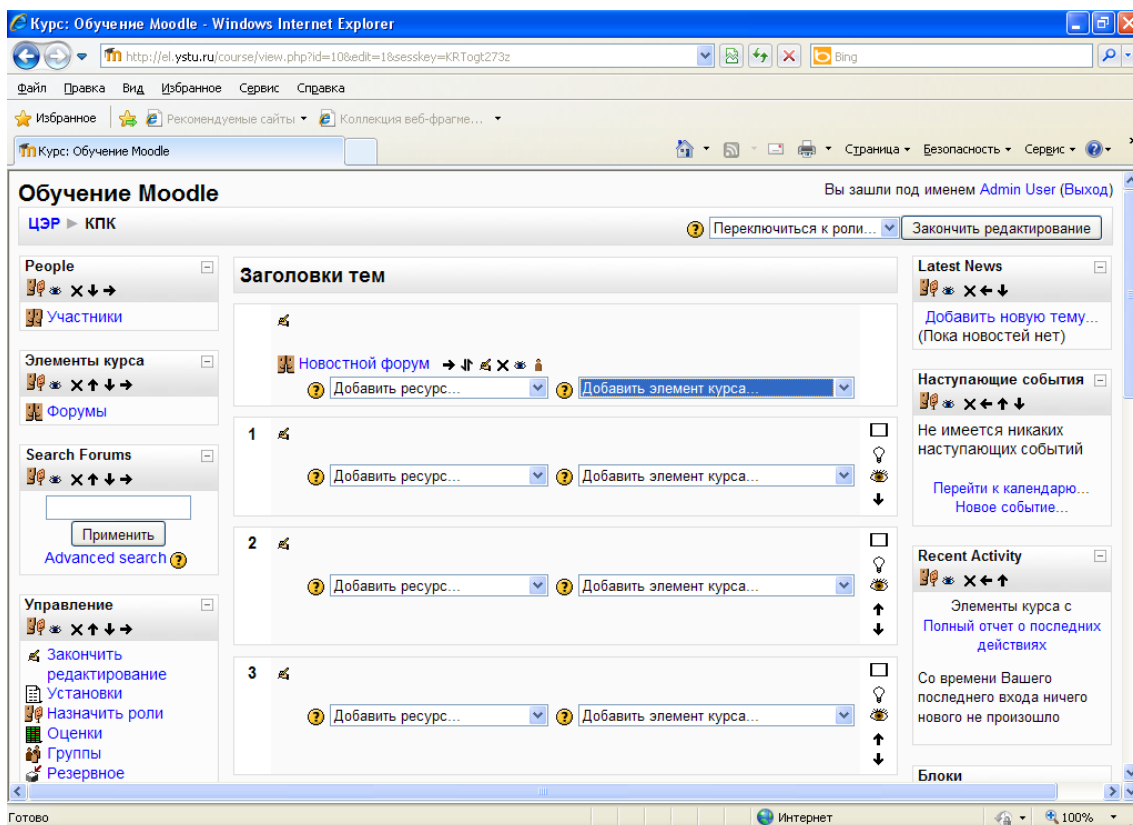 Курс: Обучение Moodle - Windows Internet Explorer
http://el.ystu.ru/course/view.php?id=10&edit=1&sesskey=KRTogt273z
Bing
Файл Правка Вид Избранное Сервис Справка
Избранное Рекомендуемые сайты Коллекция веб-фрагме...
Курс: Обучение Moodle
Страница Безопасность Сервис
Обучение Moodle
Вы зашли под именем Admin User (Выход)
ЦЭР ► КПК
Переключиться к роли... Закончить редактирование
People
Участники
Элементы курса
Форумы
Search Forums
Применить
Advanced search
Управление
Закончить
редактирование
Установки
Назначить роли
Оценки
Группы
Резервное
Заголовки тем
Новостной форум
Добавить ресурс... Добавить элемент курса...
1
Добавить ресурс... Добавить элемент курса...
2
Добавить ресурс... Добавить элемент курса...
3
Добавить ресурс... Добавить элемент курса...
Latest News
Добавить новую тему...
(Пока новостей нет)
Наступающие события
Не имеется никаких
наступающих событий
Перейти к календарю...
Новое событие...
Recent Activity
Элементы курса с
Полный отчет о последних
действиях
Со времени Вашего
последнего входа ничего
нового не произошло
Блоки
Готово
Интернет
100%